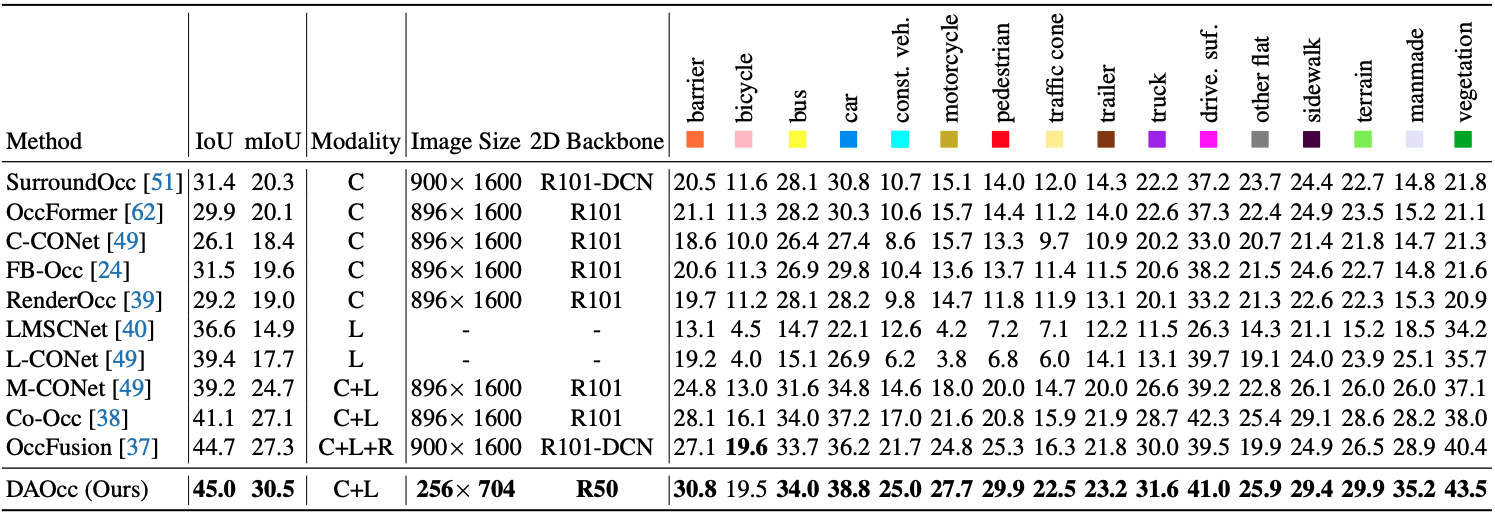 Method IoU mIoU Modality Image Size 2D Backbone barrier bicycle bus car const. veh. motorcycle pedestrian traffic cone trailer truck drive. suf. other flat sidewalk terrain manmade vegetation
SurroundOcc [51] 31.4 20.3 C 900× 1600 R101-DCN 20.5 11.6 28.1 30.8 10.7 15.1 14.0 12.0 14.3 22.2 37.2 23.7 24.4 22.7 14.8 21.8
OccFormer [62] 29.9 20.1 C 896× 1600 R101 21.1 11.3 28.2 30.3 10.6 15.7 14.4 11.2 14.0 22.6 37.3 22.4 24.9 23.5 15.2 21.1
C-CONet [49] 26.1 18.4 C 896× 1600 R101 18.6 10.0 26.4 27.4 8.6 15.7 13.3 9.7 10.9 20.2 33.0 20.7 21.4 21.8 14.7 21.3
FB-Occ [24] 31.5 19.6 C 896× 1600 R101 20.6 11.3 26.9 29.8 10.4 13.6 13.7 11.4 11.5 20.6 38.2 21.5 24.6 22.7 14.8 21.6
RenderOcc [39] 29.2 19.0 C 896× 1600 R101 19.7 11.2 28.1 28.2 9.8 14.7 11.8 11.9 13.1 20.1 33.2 21.3 22.6 22.3 15.3 20.9
LMSCNet [40] 36.6 14.9 L - - 13.1 4.5 14.7 22.1 12.6 4.2 7.2 7.1 12.2 11.5 26.3 14.3 21.1 15.2 18.5 34.2
L-CONet [49] 39.4 17.7 L - - 19.2 4.0 15.1 26.9 6.2 3.8 6.8 6.0 14.1 13.1 39.7 19.1 24.0 23.9 25.1 35.7
M-CONet [49] 39.2 24.7 C+L 896× 1600 R101 24.8 13.0 31.6 34.8 14.6 18.0 20.0 14.7 20.0 26.6 39.2 22.8 26.1 26.0 26.0 37.1
Co-Occ [38] 41.1 27.1 C+L 896× 1600 R101 28.1 16.1 34.0 37.2 17.0 21.6 20.8 15.9 21.9 28.7 42.3 25.4 29.1 28.6 28.2 38.0
OccFusion [37] 44.7 27.3 C+L+R 900× 1600 R101-DCN 27.1 19.6 33.7 36.2 21.7 24.8 25.3 16.3 21.8 30.0 39.5 19.9 24.9 26.5 28.9 40.4
DAOcc (Ours) 45.0 30.5 C+L 256× 704 R50 30.8 19.5 34.0 38.8 25.0 27.7 29.9 22.5 23.2 31.6 41.0 25.9 29.4 29.9 35.2 43.5